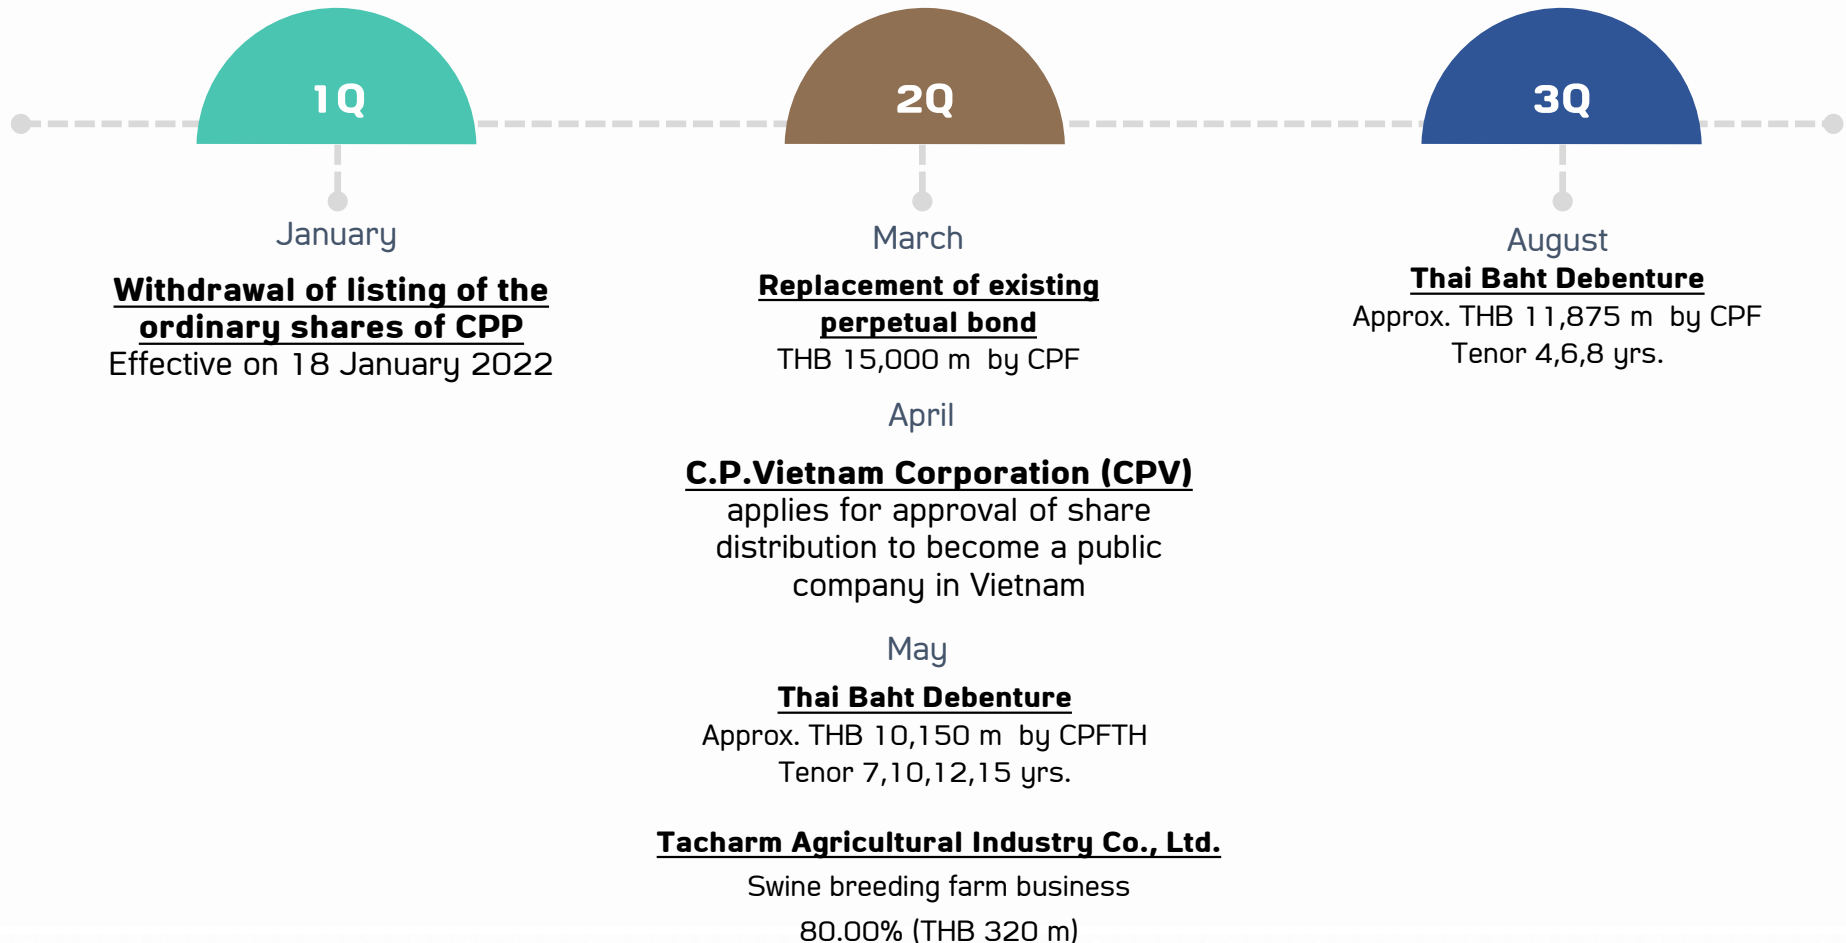 1Q
January
Withdrawal of listing of the
ordinary shares of CPP
Effective on 18 January 2022
2Q
March
Replacement of existing
perpetual bond
THB 15,000 m by CPF
April
C.P.Vietnam Corporation (CPV)
applies for approval of share
distribution to become a public
company in Vietnam
May
Thai Baht Debenture
Approx. THB 10,150 m by CPFTH
Tenor 7,10,12,15 yrs.
Tacharm Agricultural Industry Co., Ltd.
Swine breeding farm business
80.00% (THB 320 m)
3Q
August
Thai Baht Debenture
Approx. THB 11,875 m by CPF
Tenor 4,6,8 yrs.